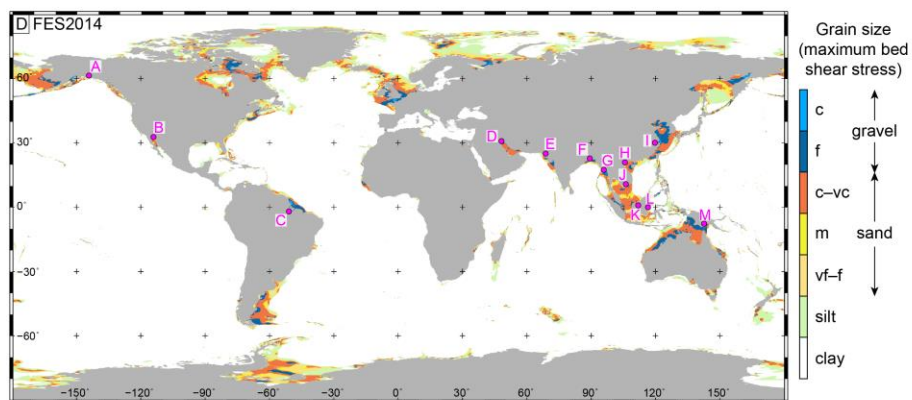 D FES2014
Grain size
(maximum bed
shear stress)
c
f
gravel
c–vc
m
sand
vf–f
silt
clay
60°
30°
0°
−30°
−60°
−150°
−120°
−90°
−60°
−30°
0°
30°
60°
90°
120°
150°
A
B
C
D
E
F
G
H
I
J
K
L
M